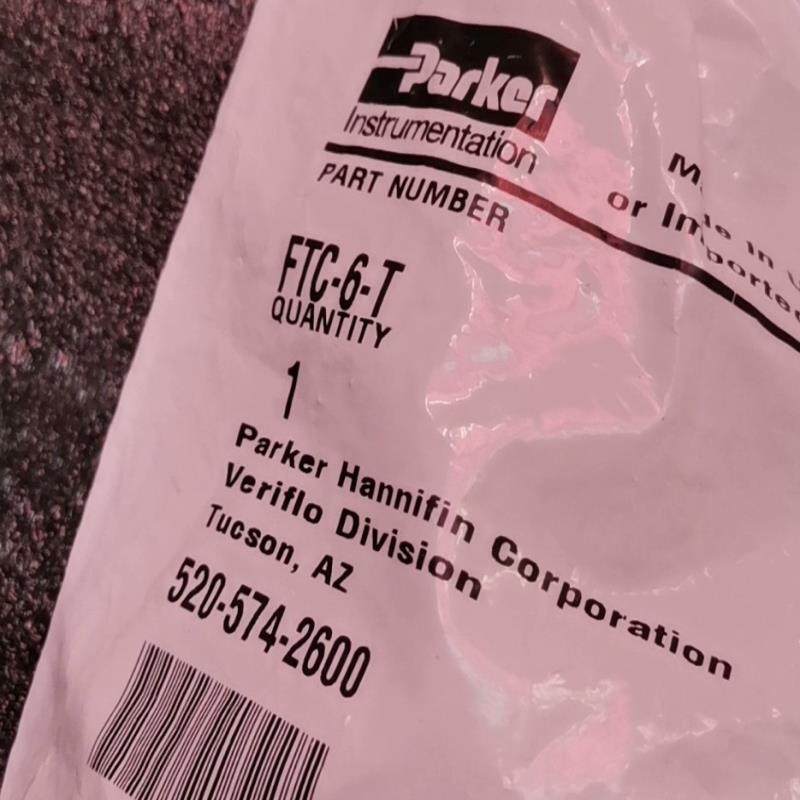 Parker
Instrumentation
PART NUMBER
or
FTC-6-T
QUANTITY
1
Parker Hannifin Corporation
Veriflo Division
Tucson, AZ
520-574-2600